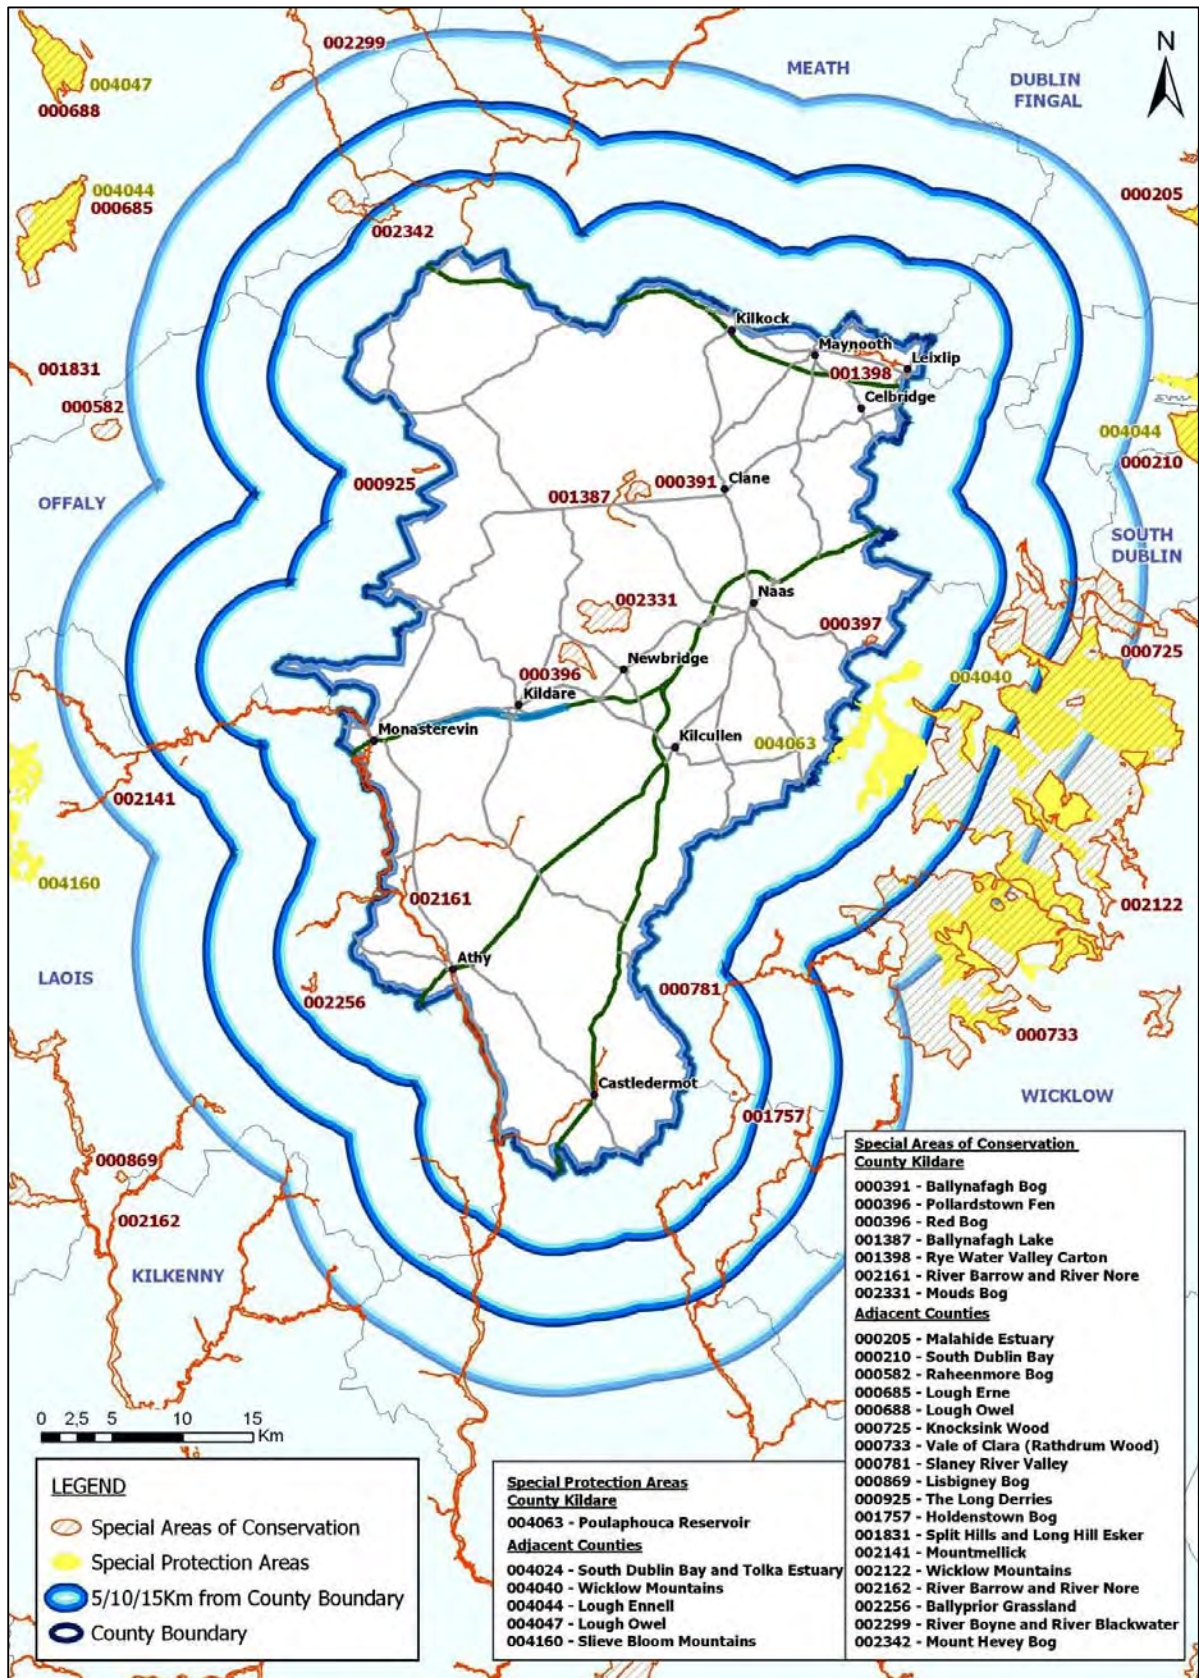 002299
MEATH
N
DUBLIN
FINGAL
004047
000688
004044
000685
000205
002342
Kilkock
Maynooth
Leixlip
001398
Celbridge
001831
000582
004044
000210
000925
OFFALY
001387
000391
Clane
SOUTH
DUBLIN
002331
Naas
000397
000725
Newbridge
000396
Kildare
004040
Monasterevin
Kilcullen
004063
002141
004160
002161
002122
Athy
LAOIS
002256
000781
000733
Castledermot
WICKLOW
001757
000869
002162
KILKENNY
0 2,5 5 10 15
Km
LEGEND
Special Areas of Conservation
Special Protection Areas
5/10/15Km from County Boundary
County Boundary
Special Protection Areas
County Kildare
004063 - Poulaphouca Reservoir
Adjacent Counties
004024 - South Dublin Bay and Tolka Estuary
004040 - Wicklow Mountains
004044 - Lough Ennell
004047 - Lough Owel
004160 - Slieve Bloom Mountains
Special Areas of Conservation
County Kildare
000391 - Ballynafagh Bog
000396 - Pollardstown Fen
000396 - Red Bog
001387 - Ballynafagh Lake
001398 - Rye Water Valley Carton
002161 - River Barrow and River Nore
002331 - Mouds Bog
Adjacent Counties
000205 - Malahide Estuary
000210 - South Dublin Bay
000582 - Raheenmore Bog
000685 - Lough Erne
000688 - Lough Owel
000725 - Knocksink Wood
000733 - Vale of Clara (Rathdrum Wood)
000781 - Slaney River Valley
000869 - Lisbigney Bog
000925 - The Long Derries
001757 - Holdenstown Bog
001831 - Split Hills and Long Hill Esker
002141 - Mountmellick
002122 - Wicklow Mountains
002162 - River Barrow and River Nore
002256 - Ballyprior Grassland
002299 - River Boyne and River Blackwater
002342 - Mount Hevey Bog